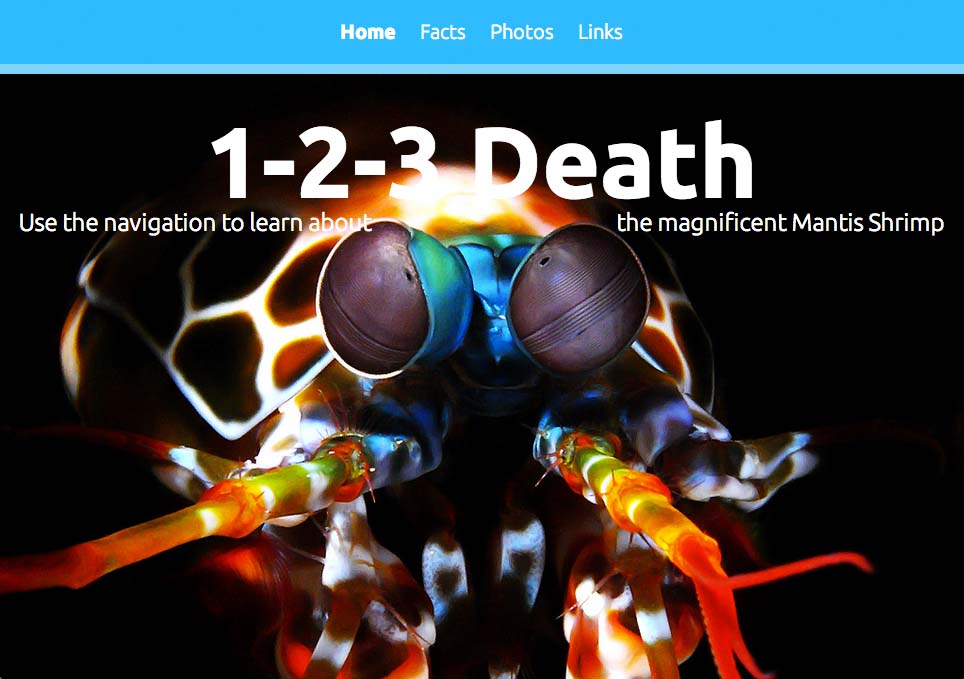 Home Facts Photos Links
1-2-3 Death
Use the navigation to learn about the magnificent Mantis Shrimp